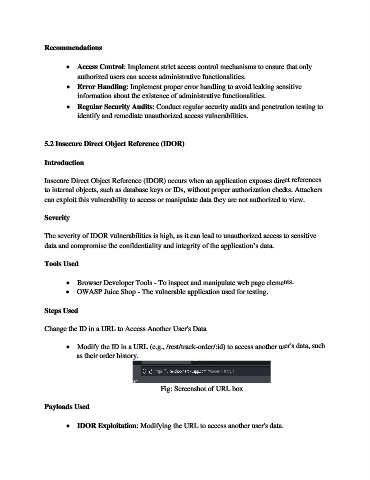 Recommendations
• Access Control: Implement strict access control mechanisms to ensure that only
authorized users can access administrative functionalities.
• Error Handling: Implement proper error handling to avoid leaking sensitive
information about the existence of administrative functionalities.
• Regular Security Audits: Conduct regular security audits and penetration testing to
identify and remediate unauthorized access vulnerabilities.
5.2 Insecure Direct Object Reference (IDOR)
Introduction
Insecure Direct Object Reference (IDOR) occurs when an application exposes direct references
to internal objects, such as database keys or IDs, without proper authorization checks. Attackers
can exploit this vulnerability to access or manipulate data they are not authorized to view.
Severity
The severity of IDOR vulnerabilities is high, as it can lead to unauthorized access to sensitive
data and compromise the confidentiality and integrity of the application's data.
Tools Used
• Browser Developer Tools - To inspect and manipulate web page elements.
• OWASP Juice Shop - The vulnerable application used for testing.
Steps Used
Change the ID in a URL to Access Another User's Data
• Modify the ID in a URL (e.g., /rest/track-order/:id) to access another user's data, such
as their order history.
Fig: Screenshot of URL box
Payloads Used
• IDOR Exploitation: Modifying the URL to access another user's data.